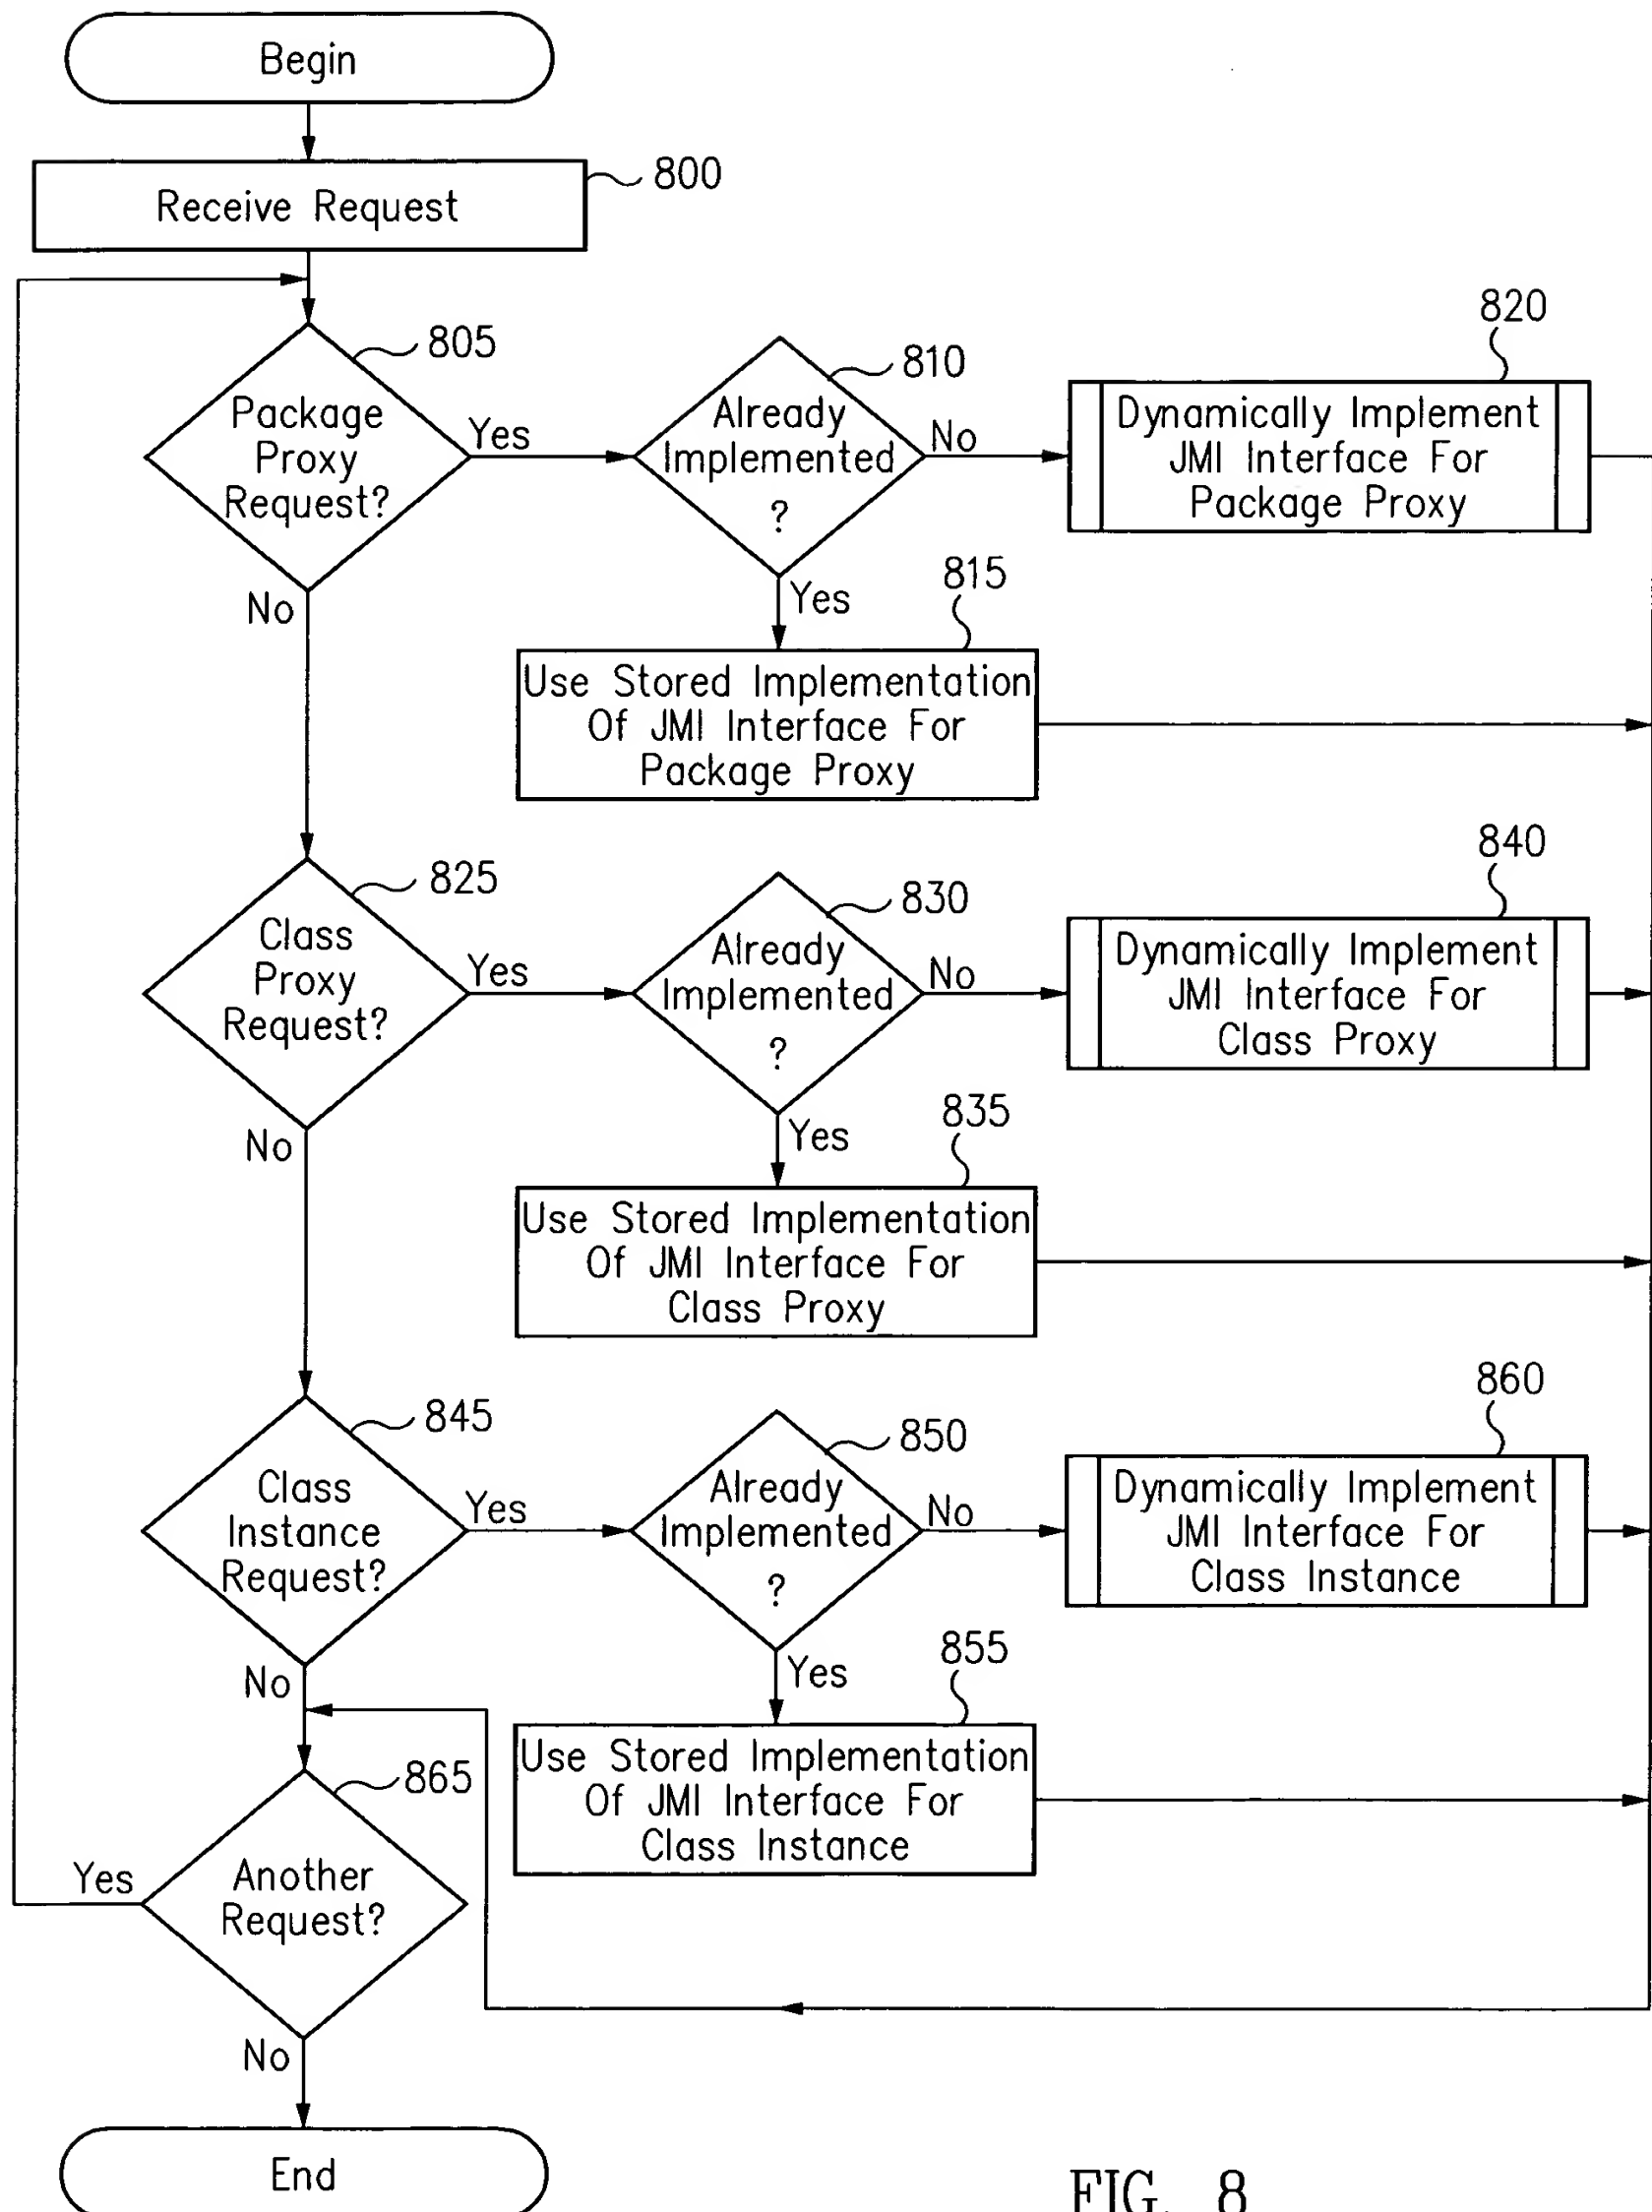 Begin
800
Receive Request
805
Package
Proxy
Request?
Yes
No
810
Already
Implemented
?
No
Yes
820
Dynamically Implement
JMI Interface For
Package Proxy
815
Use Stored Implementation
Of JMI Interface For
Package Proxy
825
Class
Proxy
Request?
Yes
No
830
Already
Implemented
?
No
Yes
840
Dynamically Implement
JMI Interface For
Class Proxy
835
Use Stored Implementation
Of JMI Interface For
Class Proxy
845
Class
Instance
Request?
Yes
No
850
Already
Implemented
?
No
Yes
860
Dynamically Implement
JMI Interface For
Class Instance
855
Use Stored Implementation
Of JMI Interface For
Class Instance
865
Another
Request?
Yes
No
End
FIG. 8